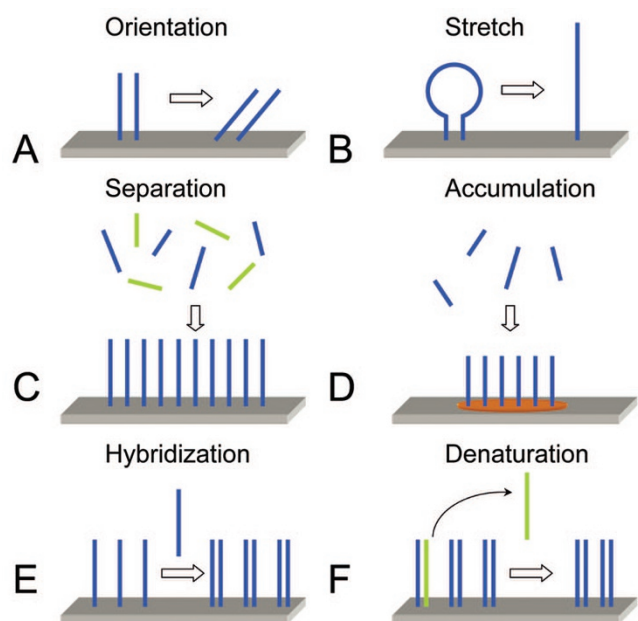 Orientation
Stretch
A
B
Separation
Accumulation
C
D
Hybridization
Denaturation
E
F